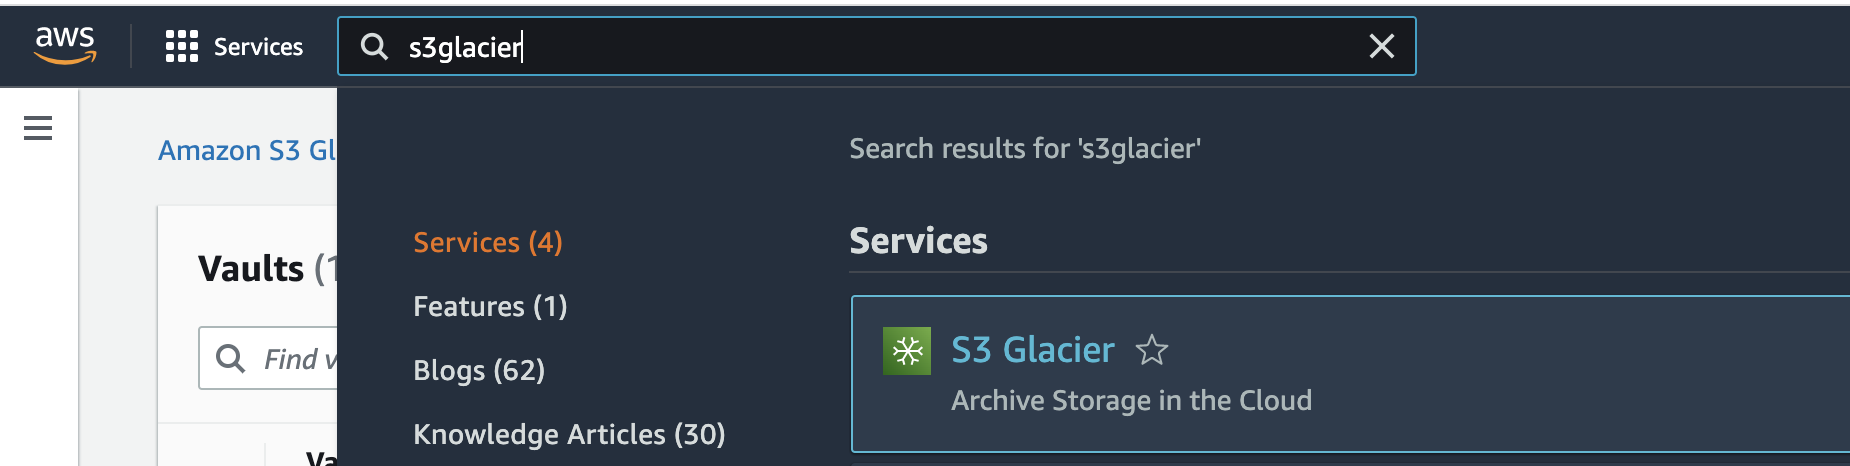 aws
Services
s3glacier
Amazon S3 Gl
Vaults (1
Find v
Va
Search results for 's3glacier'
Services (4)
Features (1)
Blogs (62)
Knowledge Articles (30)
Services
S3 Glacier
Archive Storage in the Cloud